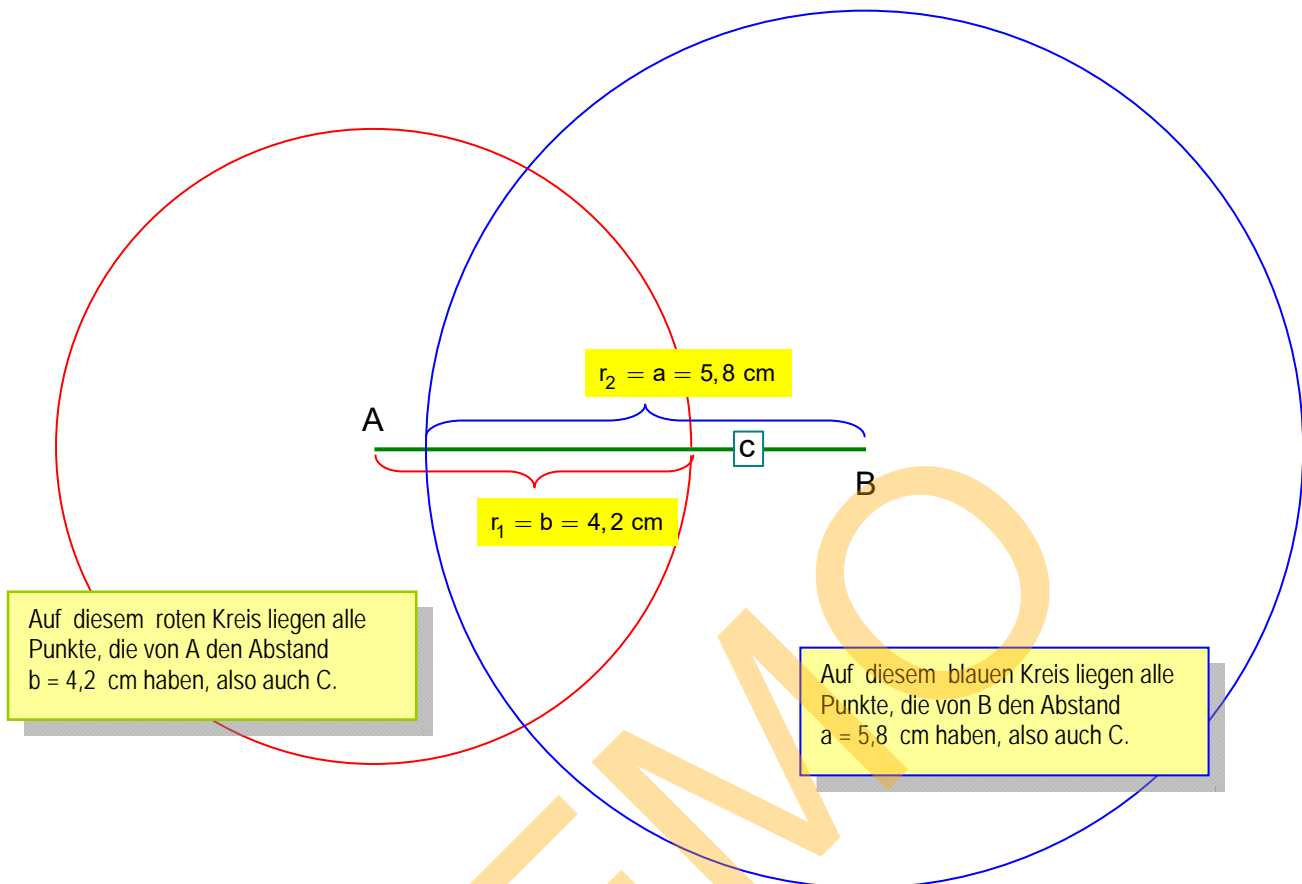 r₂ = a = 5,8 cm
A
c
B
r₁ = b = 4,2 cm
Auf diesem roten Kreis liegen alle
Punkte, die von A den Abstand
b = 4,2 cm haben, also auch C.
Auf diesem blauen Kreis liegen alle
Punkte, die von B den Abstand
a = 5,8 cm haben, also auch C.
EMO